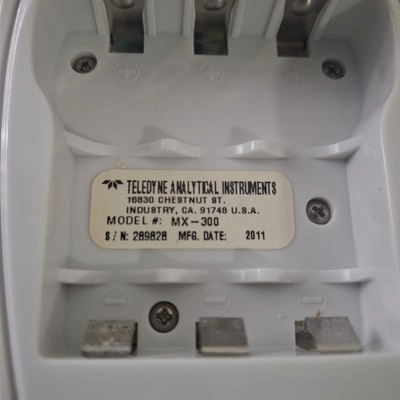 TELEDYNE ANALYTICAL INSTRUMENTS
16830 CHESTNUT ST.
INDUSTRY, CA. 91748 U.S.A.
MODEL #: MX-300
S / N: 289828 MFG. DATE: 2011